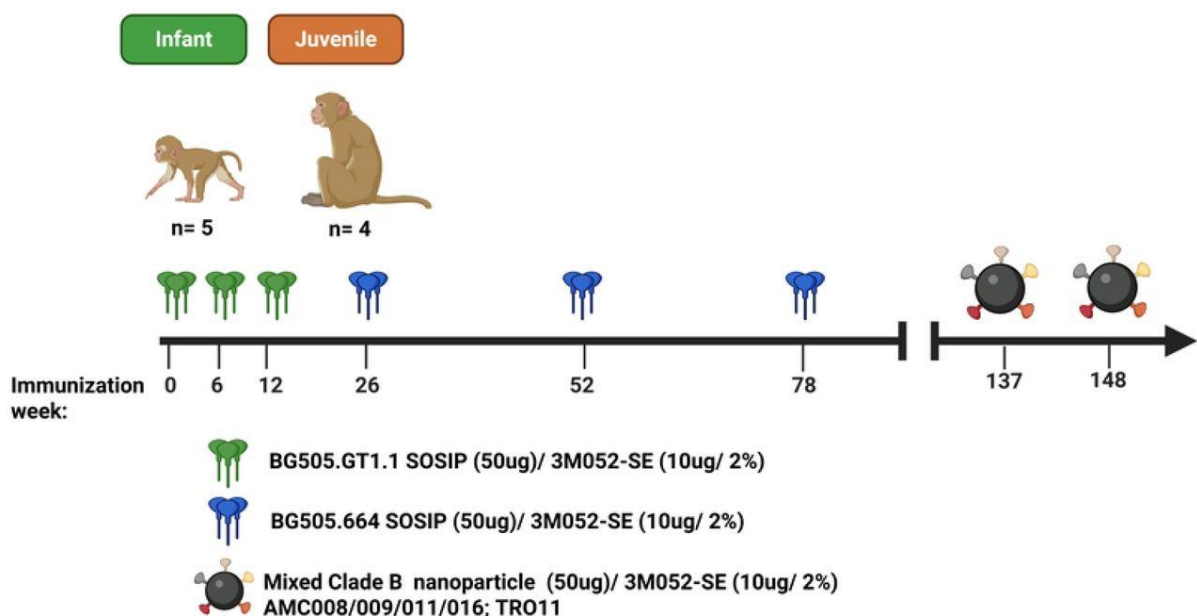 Infant Juvenile
n= 5 n= 4
Immunization
week:
0 6 12 26 52 78 137 148
BG505.GT1.1 SOSIP (50ug)/ 3M052-SE (10ug/ 2%)
BG505.664 SOSIP (50ug)/ 3M052-SE (10ug/ 2%)
Mixed Clade B nanoparticle (50ug)/ 3M052-SE (10ug/ 2%)
AMC008/009/011/016; TRO11